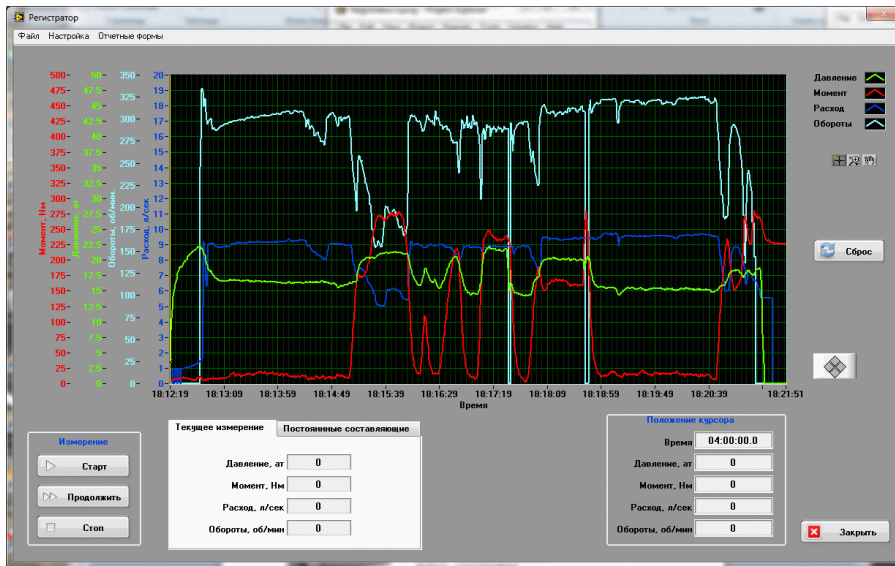 Регистратор
Файл Настройка Отчетные формы
Момент, Нм
500
475
450
425
400
375
350
325
300
275
250
225
200
175
150
125
100
75
50
25
0
Давление, ат
50
45
42.5
40
35
32.5
30
27.5
25
22.5
20
17.5
15
12.5
10
5
2.5
0
Обороты, об/мин.
350
325
300
275
250
225
200
150
125
100
75
50
25
0
Расход, л/сек
20
19
18
17
16
15
14
13
12
11
10
9
8
7
6
5
4
3
2
1
0
18:12:19 18:13:09 18:13:59 18:14:49 18:15:39 18:16:29 18:17:19 18:18:09 18:18:59 18:19:49 18:20:39 18:21:51
Время
Давление
Момент
Расход
Обороты
Сброс
Измерение
Старт
Продолжить
Стоп
Текущее измерение Постоянные составляющие
Давление, ат 0
Момент, Нм 0
Расход, л/сек 0
Обороты, об/мин 0
Положение курсора
Время 04:00:00.0
Давление, ат 0
Момент, Нм 0
Расход, л/сек 0
Обороты, об/мин 0
Закрыть